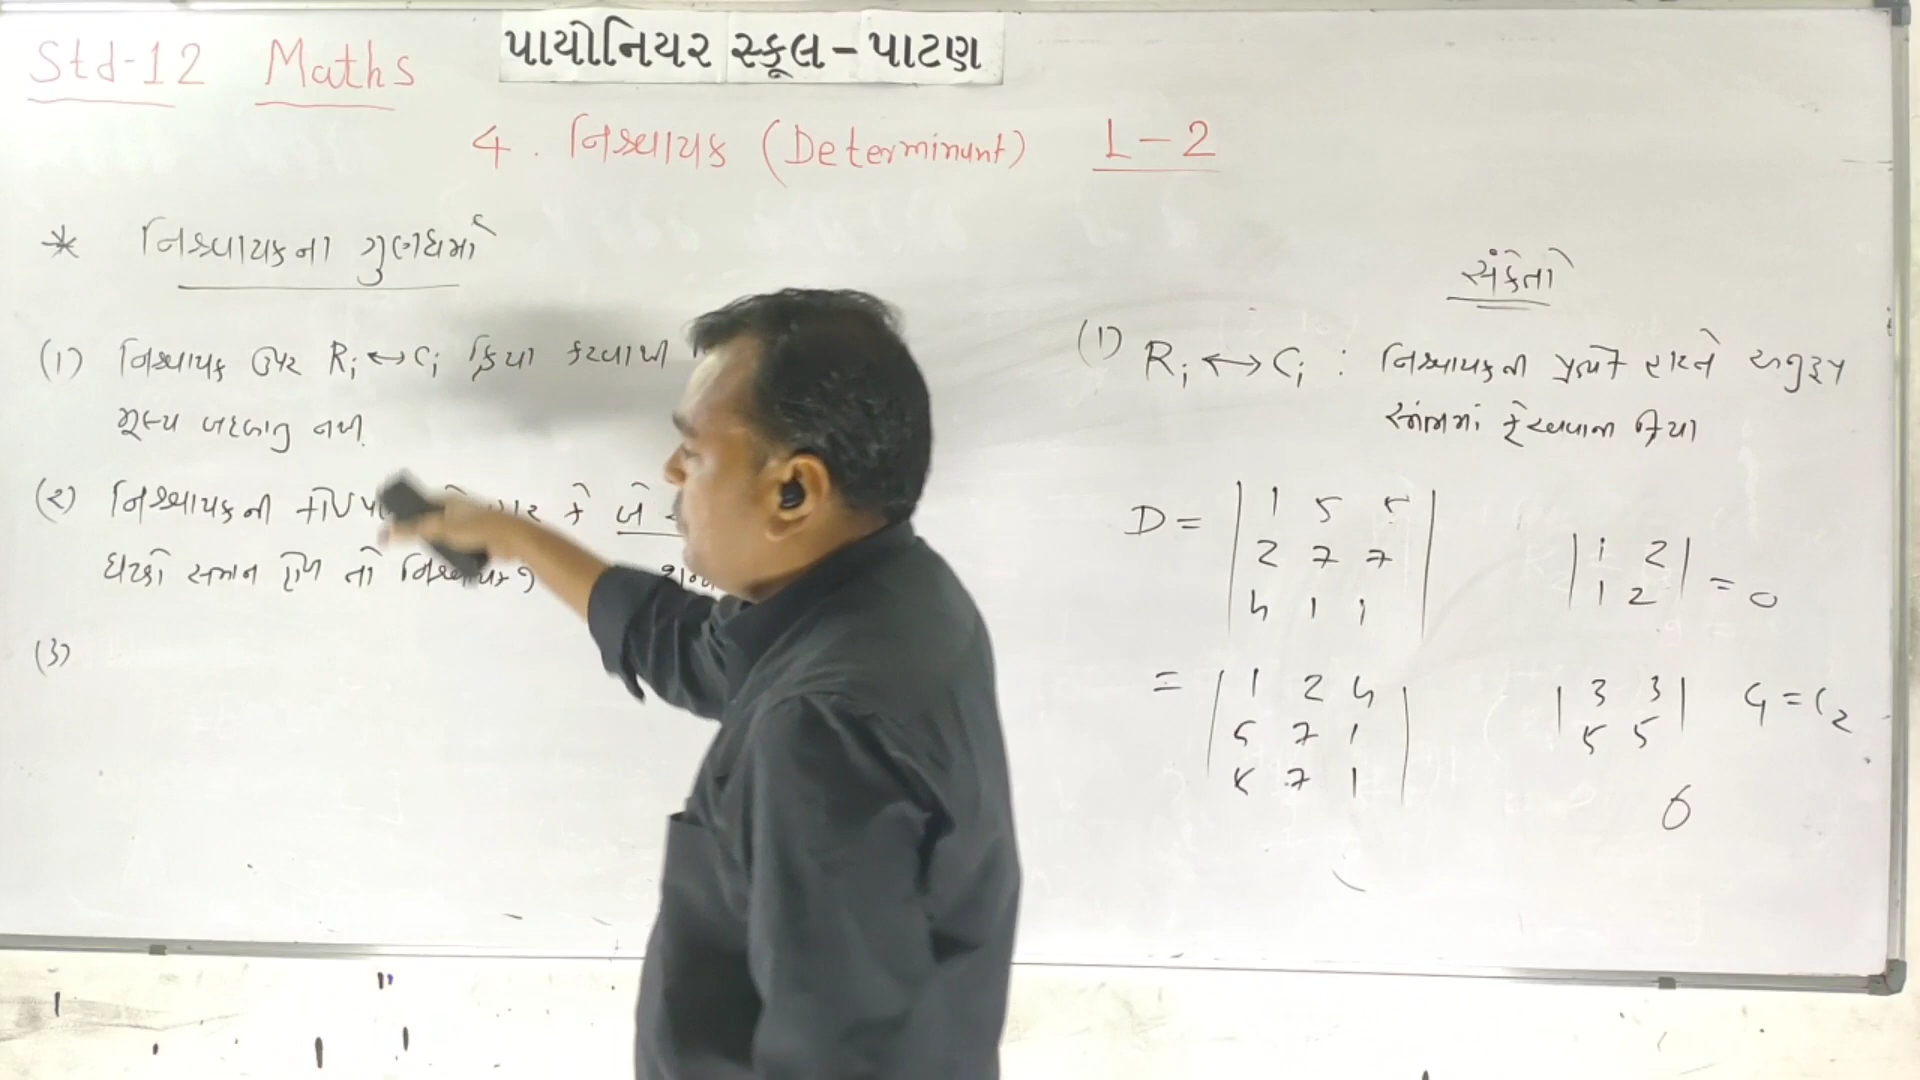 Std-12 Maths
પાયોનિયર સ્કૂલ – પાટણ
4. નિશ્ચાયક (Determinant) L-2
* નિશ્ચાયકના ગુણધર્મો
(1) નિશ્ચાયક ઉપર Ri ↔ Ci ક્રિયા કરવાથી
મૂલ્ય બદલાતુ નથી.
(૨) નિશ્ચાયકની કોઈપણ કે બે
ઘટકો સમાન હોય તો
(3)
સંકેતો
(1) Ri ↔ Ci : નિશ્ચાયકની પ્રત્યેક હારને અનુરૂપ
સ્તંભમાં ફેરવવાની ક્રિયા
D = | 1 5 5 |
| 2 7 7 |
| 4 1 1 |
| 1 2 |
| 1 2 | = 0
= | 1 2 4 |
| 5 7 1 |
| 5 7 1 |
| 3 3 |
| 5 5 | C1 = C2
0